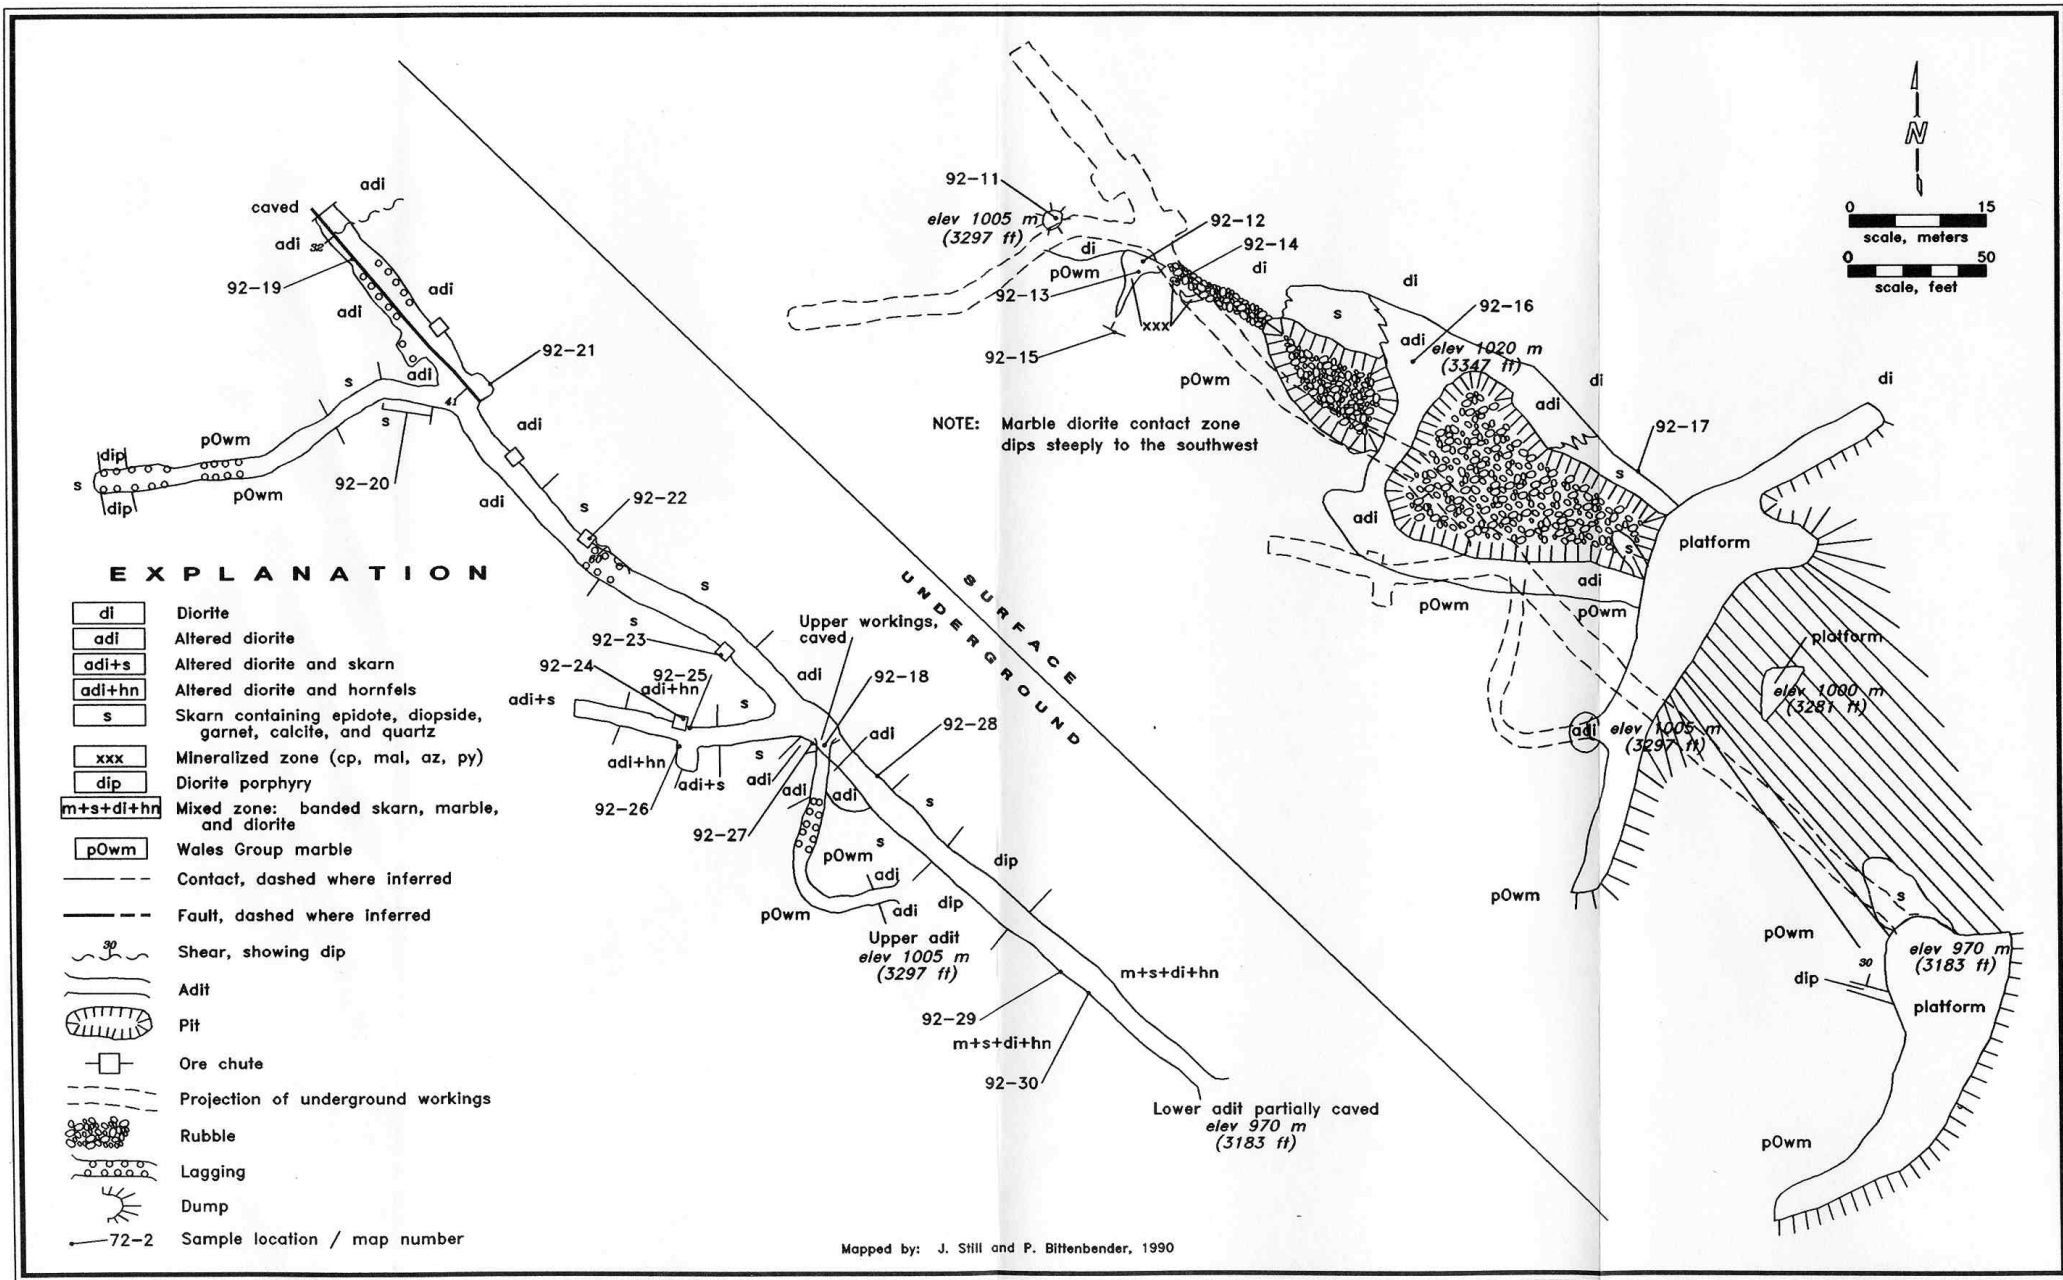 adi
caved
adi
32
92-19
adi
adi
adi
41
92-21
s
s
adi
pOwm
dip
s
dip
pOwm
92-20
adi
s
92-22
60
s
s
92-23
92-24
92-25
adi+hn
adi+s
s
adi+hn
adi+s
92-26
Upper workings,
caved
adi
92-18
adi
92-28
s
adi
adi
adi
92-27
s
pOwm
s
adi
pOwm
adi
dip
dip
Upper adit
elev 1005 m
(3297 ft)
m+s+di+hn
92-29
m+s+di+hn
92-30
Lower adit partially caved
elev 970 m
(3183 ft)
UNDERGROUND
SURFACE
92-11
elev 1005 m
(3297 ft)
di
pOwm
92-12
92-14
di
92-13
xxx
92-15
pOwm
di
s
92-16
adi
elev 1020 m
(3347 ft)
di
adi
di
92-17
s
NOTE: Marble diorite contact zone
dips steeply to the southwest
adi
s
platform
adi
pOwm
pOwm
platform
elev 1000 m
(3281 ft)
adi
elev 1005 m
(3297 ft)
pOwm
s
pOwm
elev 970 m
(3183 ft)
30
dip
platform
pOwm
N
0 15
scale, meters
0 50
scale, feet
EXPLANATION
di Diorite
adi Altered diorite
adi+s Altered diorite and skarn
adi+hn Altered diorite and hornfels
s Skarn containing epidote, diopside,
garnet, calcite, and quartz
xxx Mineralized zone (cp, mal, az, py)
dip Diorite porphyry
m+s+di+hn Mixed zone: banded skarn, marble,
and diorite
pOwm Wales Group marble
Contact, dashed where inferred
Fault, dashed where inferred
30 Shear, showing dip
Adit
Pit
Ore chute
Projection of underground workings
Rubble
Lagging
Dump
72-2 Sample location / map number
Mapped by: J. Still and P. Bittenbender, 1990